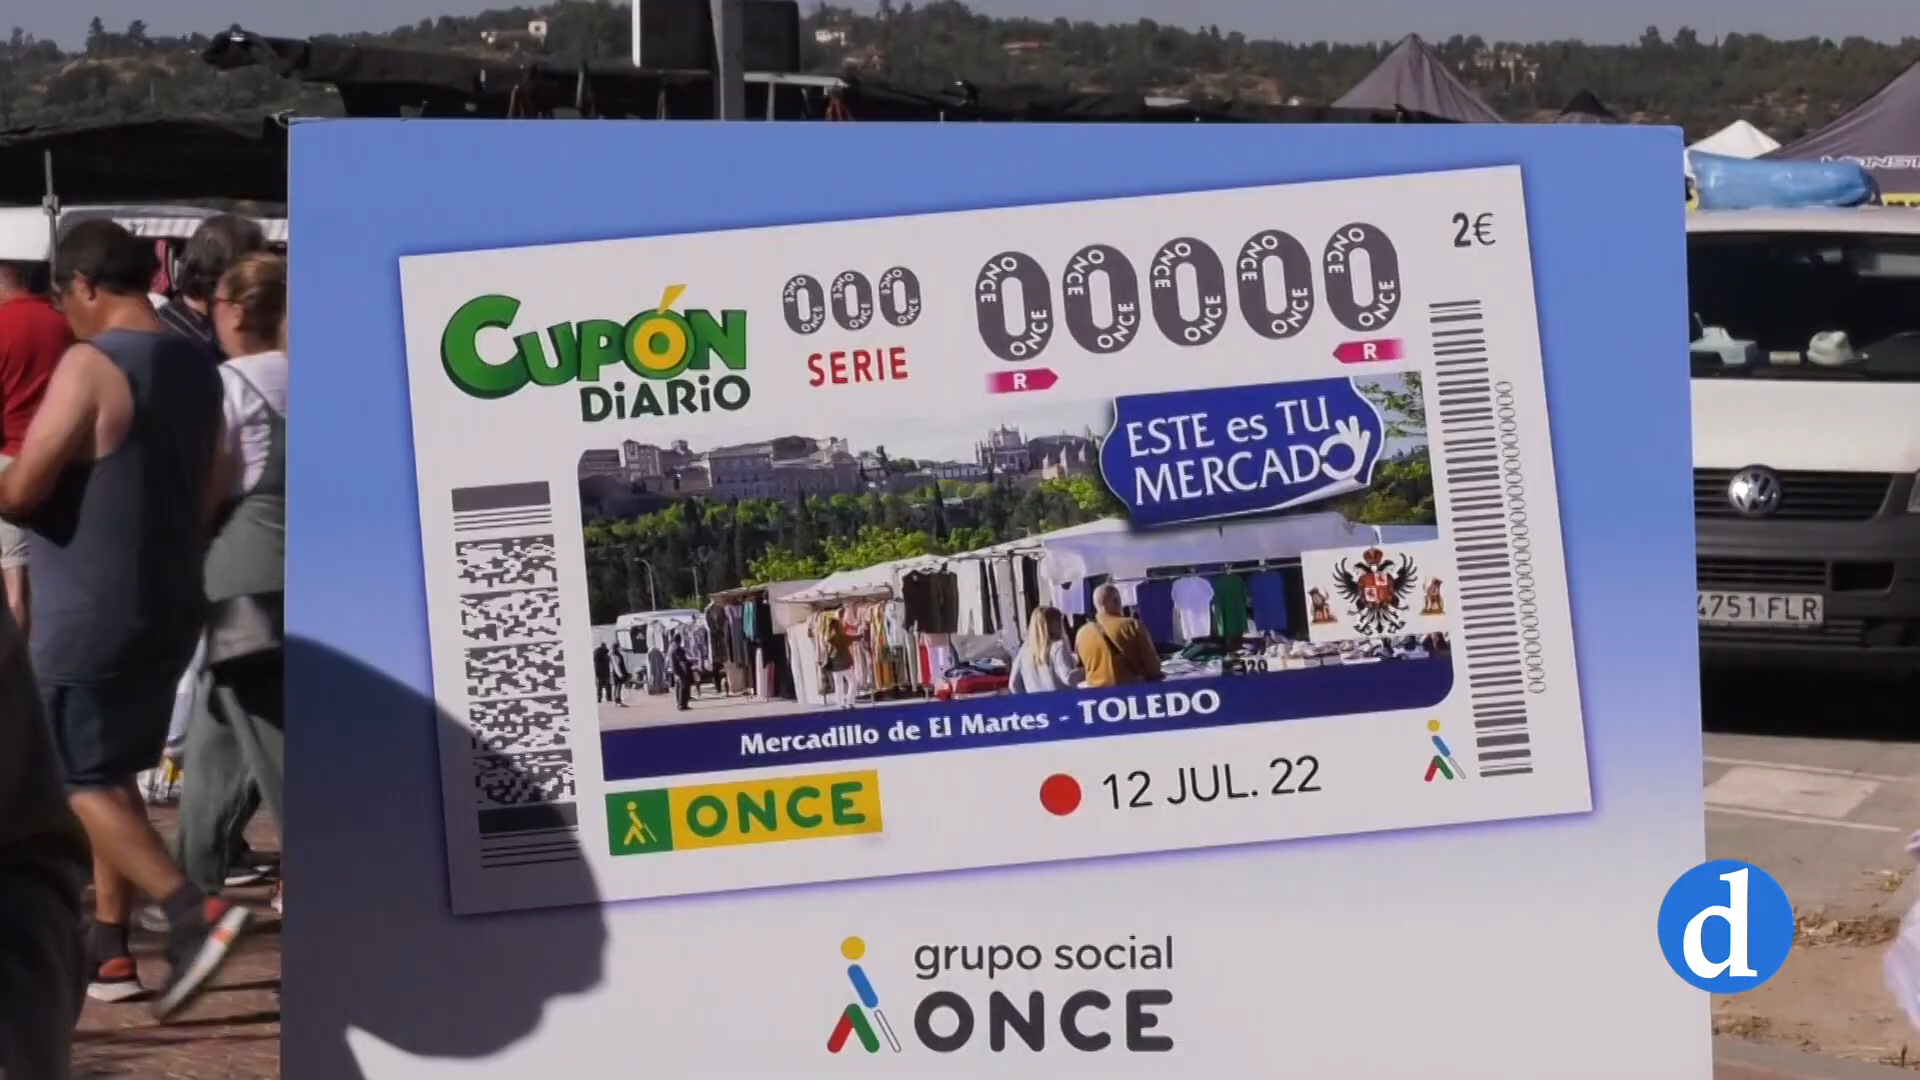 CUPÓN
DiARiO
000
SERIE
00000
R
R
2€
ESTE es TU
MERCADO
Mercadillo de El Martes - TOLEDO
ONCE
12 JUL. 22
grupo social
ONCE
4751 FLR
d